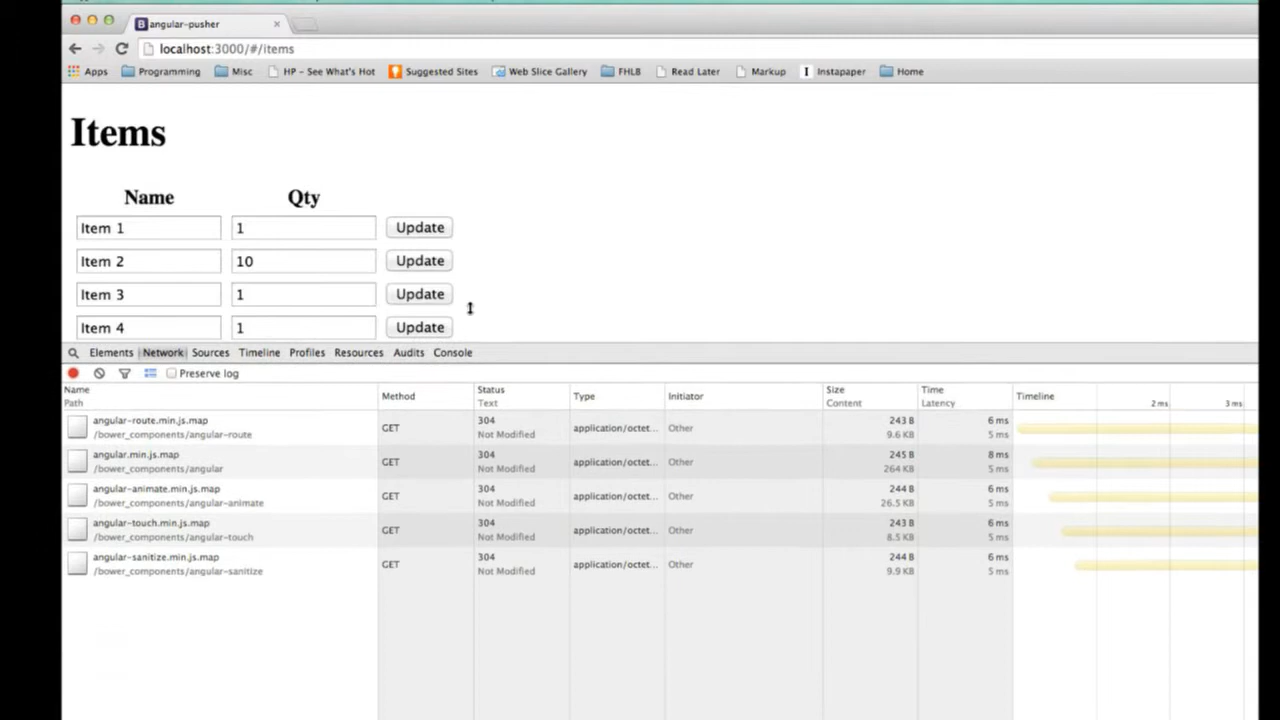 angular-pusher
localhost:3000/#/items
Apps Programming Misc HP - See What's Hot Suggested Sites Web Slice Gallery FHLB Read Later Markup Instapaper Home
Items
Name Qty
Item 1 1 Update
Item 2 10 Update
Item 3 1 Update
Item 4 1 Update
Elements Network Sources Timeline Profiles Resources Audits Console
Preserve log
Name Method Status Type Initiator Size Time Timeline
Path Text Content Latency 2 ms 3 ms
angular-route.min.js.map GET 304 application/octet... Other 243 B 6 ms
/bower_components/angular-route Not Modified 9.6 KB 5 ms
angular.min.js.map GET 304 application/octet... Other 245 B 8 ms
/bower_components/angular Not Modified 264 KB 5 ms
angular-animate.min.js.map GET 304 application/octet... Other 244 B 6 ms
/bower_components/angular-animate Not Modified 26.5 KB 5 ms
angular-touch.min.js.map GET 304 application/octet... Other 243 B 6 ms
/bower_components/angular-touch Not Modified 8.5 KB 5 ms
angular-sanitize.min.js.map GET 304 application/octet... Other 244 B 6 ms
/bower_components/angular-sanitize Not Modified 9.9 KB 5 ms